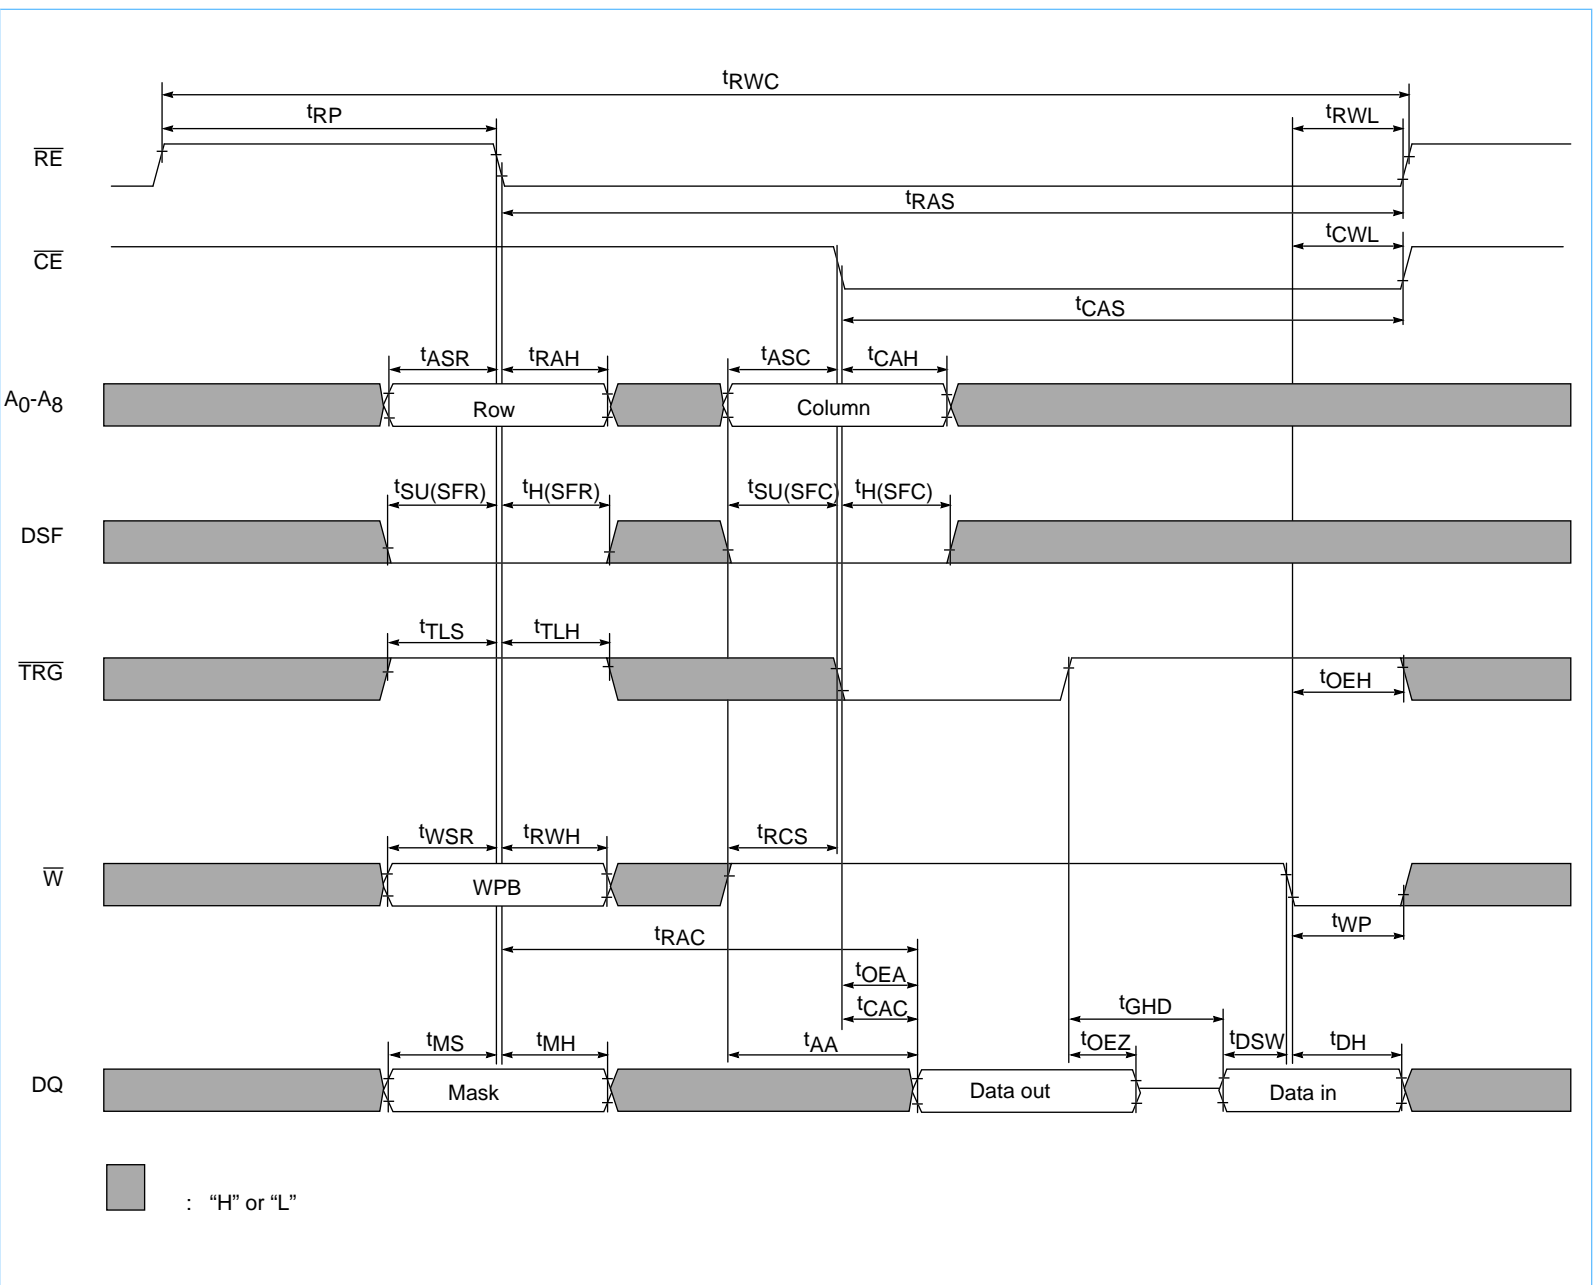 tRWC
tRP
tRWL
RE
tRAS
tCWL
CE
tCAS
tASR
tRAH
tASC
tCAH
A0-A8
Row
Column
tSU(SFR)
tH(SFR)
tSU(SFC)
tH(SFC)
DSF
tTLS
tTLH
TRG
tOEH
tWSR
tRWH
tRCS
W
WPB
tWP
tRAC
tOEA
tCAC
tGHD
tMS
tMH
tAA
tOEZ
tDSW
tDH
DQ
Mask
Data out
Data in
: “H” or “L”